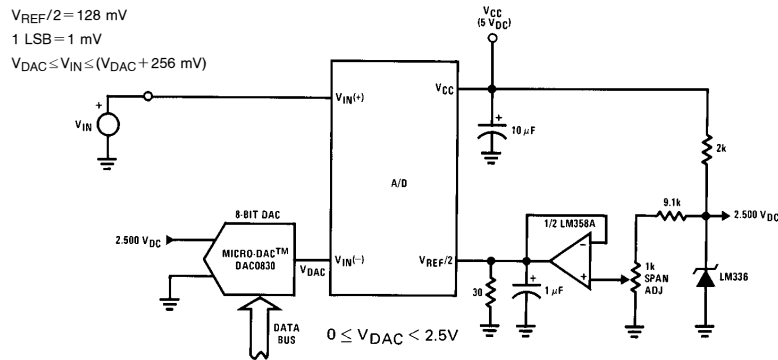 V_REF/2=128 mV
1 LSB=1 mV
V_DAC≤V_IN≤(V_DAC+256 mV)
V_CC
(5 V_DC)
V_CC
V_IN(+)
+
V_IN
+
10 μF
2k
A/D
8-BIT DAC
9.1k
1/2 LM358A
2.500 V_DC
2.500 V_DC
MICRO-DAC™
DAC0830
V_IN(–)
V_DAC
V_REF/2
–
+
30
+
1 μF
1k
SPAN
ADJ
LM336
DATA
BUS
0 ≤ V_DAC < 2.5V